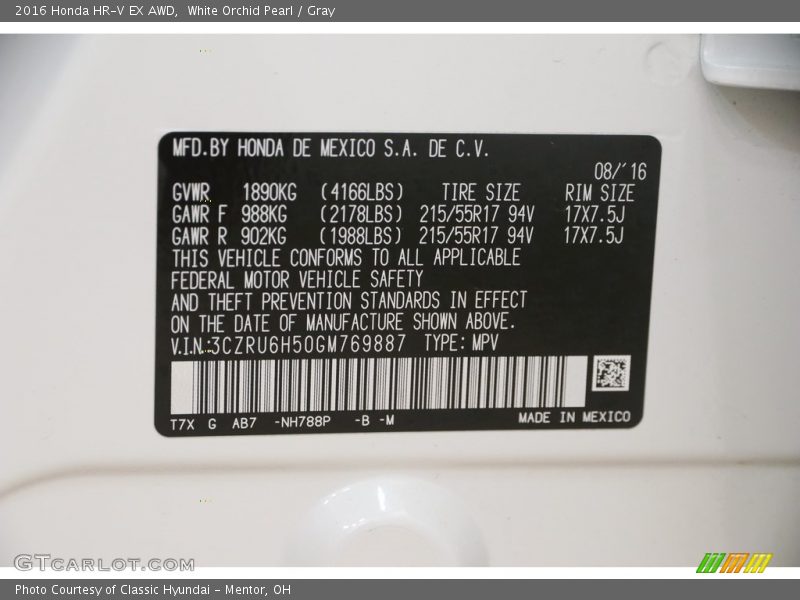 2016 Honda HR-V EX AWD, White Orchid Pearl / Gray
MFD.BY HONDA DE MEXICO S.A. DE C.V.
08/'16
GVWR 1890KG (4166LBS) TIRE SIZE RIM SIZE
GAWR F 988KG (2178LBS) 215/55R17 94V 17X7.5J
GAWR R 902KG (1988LBS) 215/55R17 94V 17X7.5J
THIS VEHICLE CONFORMS TO ALL APPLICABLE
FEDERAL MOTOR VEHICLE SAFETY
AND THEFT PREVENTION STANDARDS IN EFFECT
ON THE DATE OF MANUFACTURE SHOWN ABOVE.
V.I.N.3CZRU6H50GM769887 TYPE: MPV
T7X G AB7 -NH788P -B -M MADE IN MEXICO
GTCARLOT.COM
Photo Courtesy of Classic Hyundai - Mentor, OH